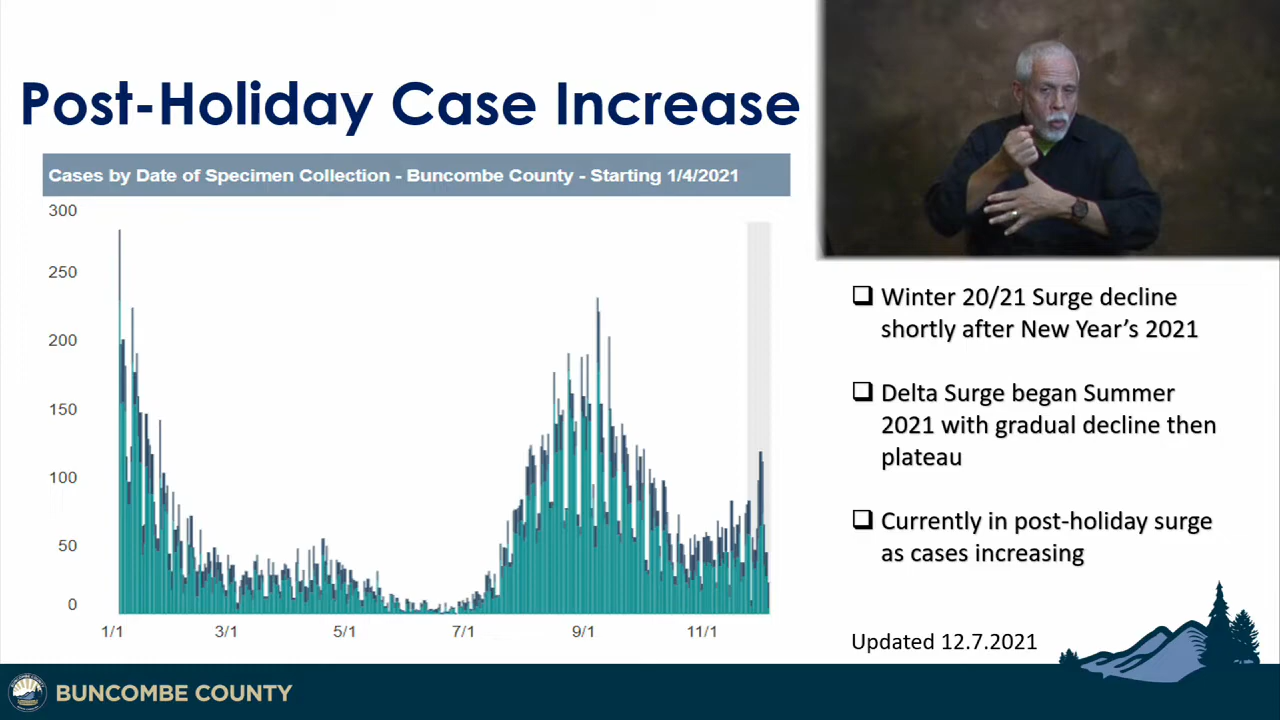 Post-Holiday Case Increase
Cases by Date of Specimen Collection - Buncombe County - Starting 1/4/2021
300
250
200
150
100
50
0
1/1 3/1 5/1 7/1 9/1 11/1
❑ Winter 20/21 Surge decline
shortly after New Year's 2021
❑ Delta Surge began Summer
2021 with gradual decline then
plateau
❑ Currently in post-holiday surge
as cases increasing
Updated 12.7.2021
BUNCOMBE COUNTY